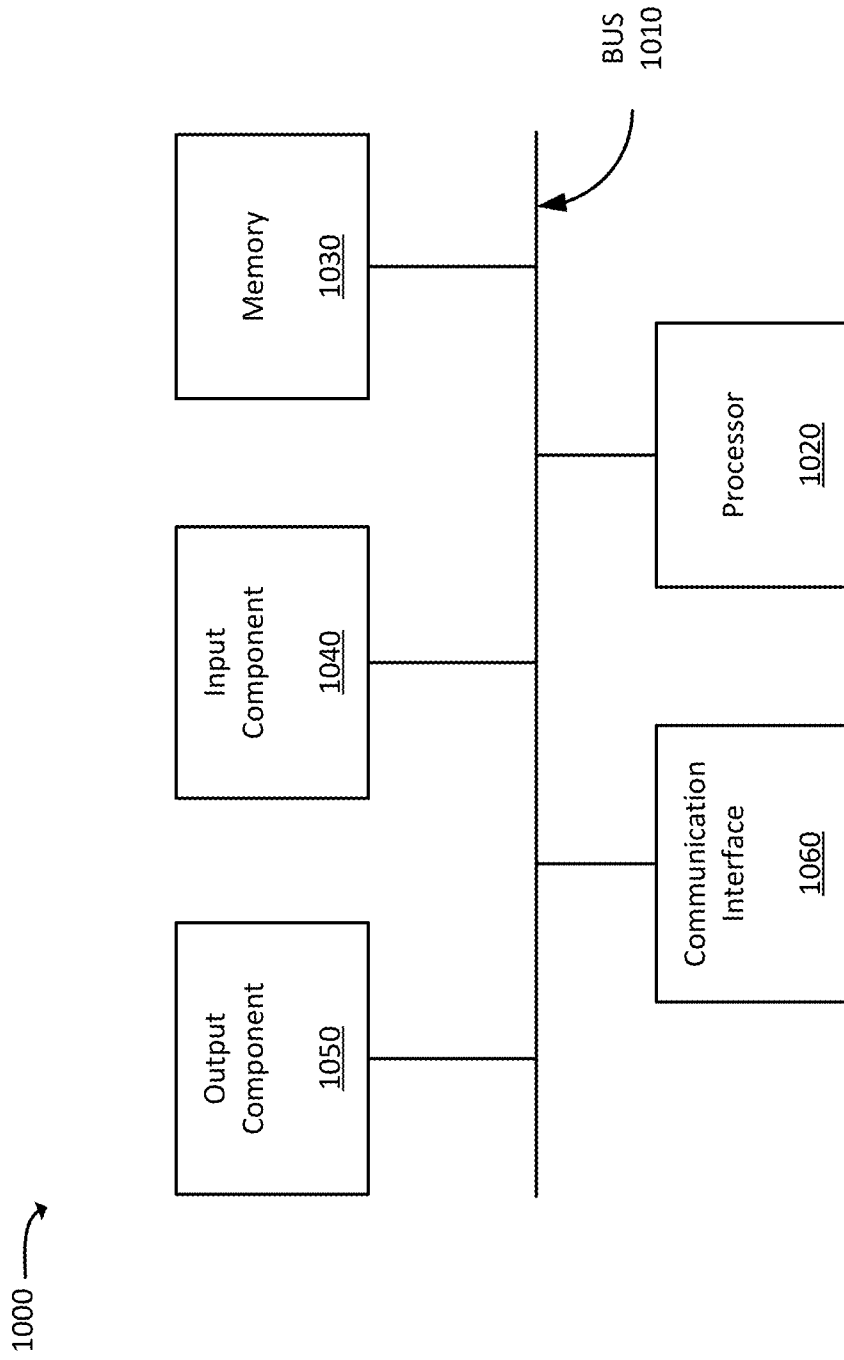 1000
Output
Component
1050
Input
Component
1040
Memory
1030
BUS
1010
Communication
Interface
1060
Processor
1020